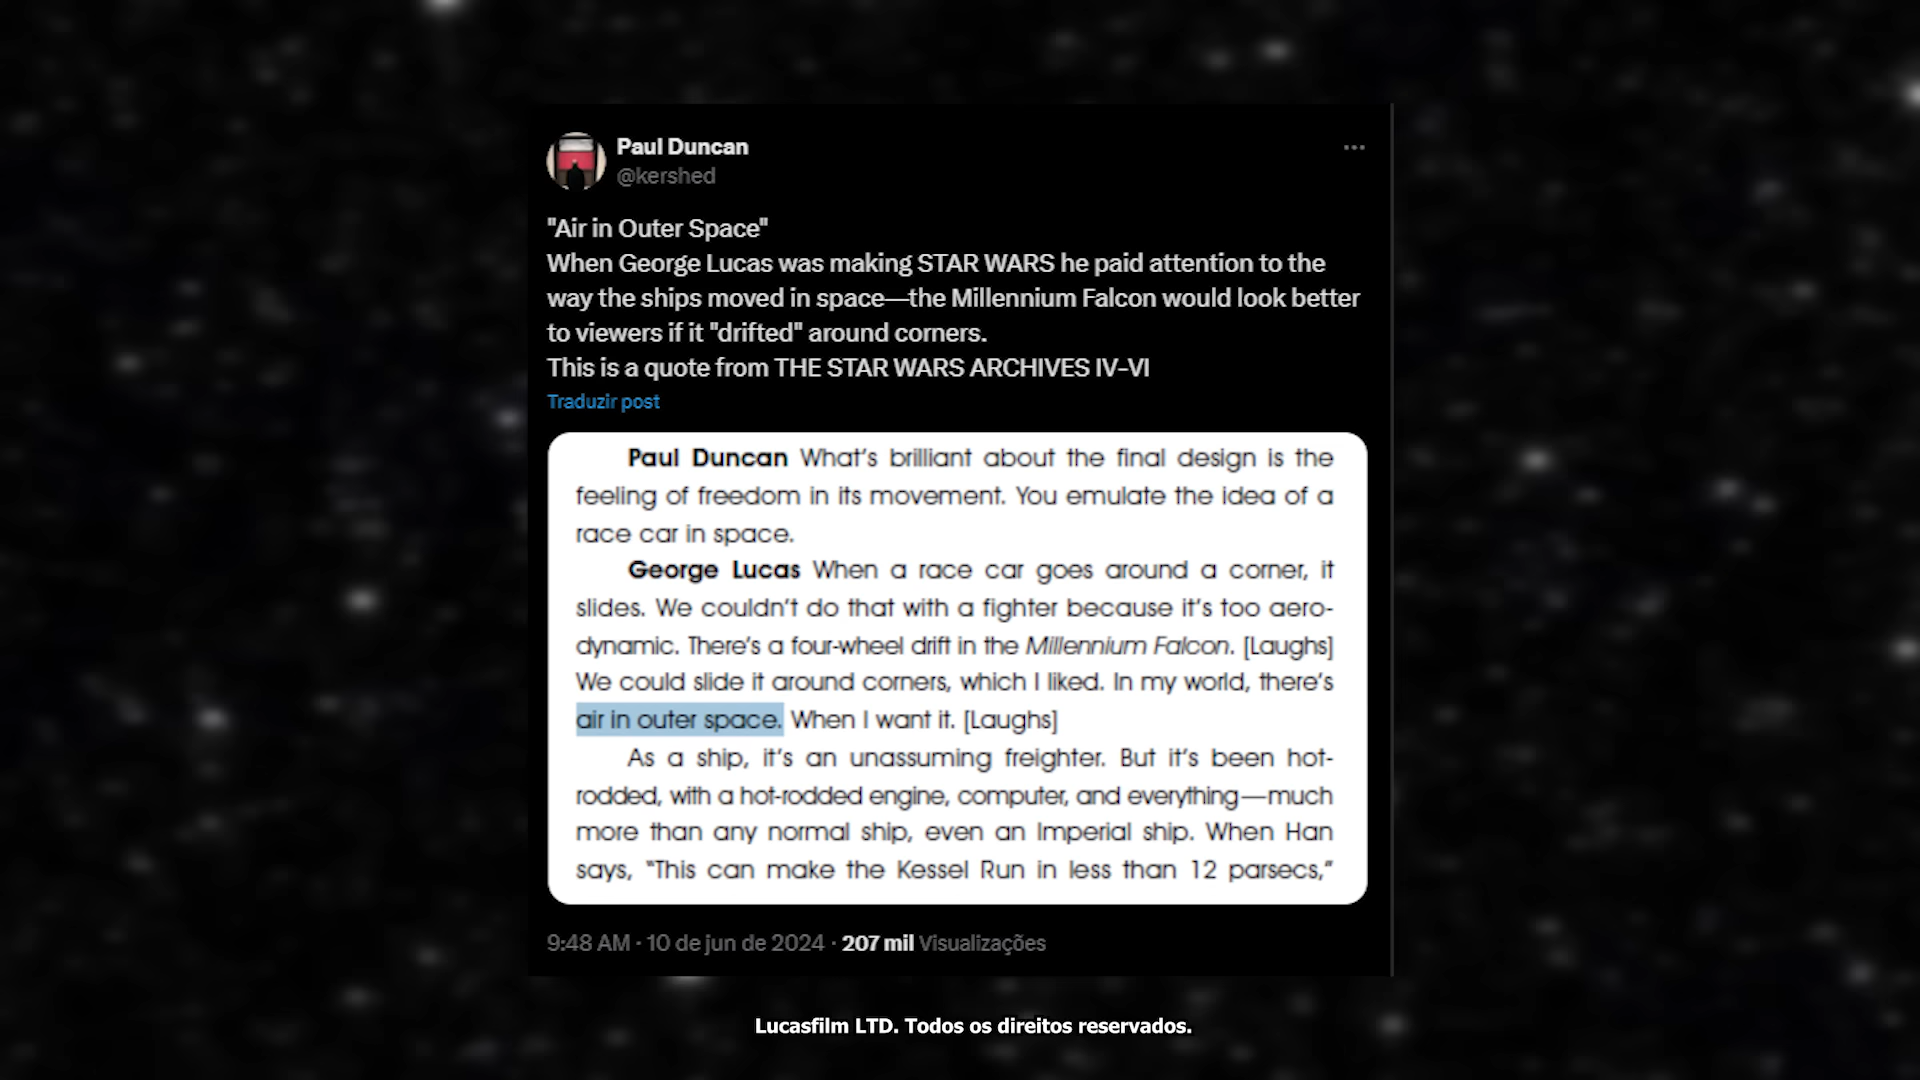 Paul Duncan
@kershed
"Air in Outer Space"
When George Lucas was making STAR WARS he paid attention to the
way the ships moved in space—the Millennium Falcon would look better
to viewers if it "drifted" around corners.
This is a quote from THE STAR WARS ARCHIVES IV-VI
Traduzir post
Paul Duncan What's brilliant about the final design is the
feeling of freedom in its movement. You emulate the idea of a
race car in space.
George Lucas When a race car goes around a corner, it
slides. We couldn't do that with a fighter because it's too aero-
dynamic. There's a four-wheel drift in the Millennium Falcon. [Laughs]
We could slide it around corners, which I liked. In my world, there's
air in outer space. When I want it. [Laughs]
As a ship, it's an unassuming freighter. But it's been hot-
rodded, with a hot-rodded engine, computer, and everything—much
more than any normal ship, even an Imperial ship. When Han
says, "This can make the Kessel Run in less than 12 parsecs,"
9:48 AM · 10 de jun de 2024 · 207 mil Visualizações
Lucasfilm LTD. Todos os direitos reservados.